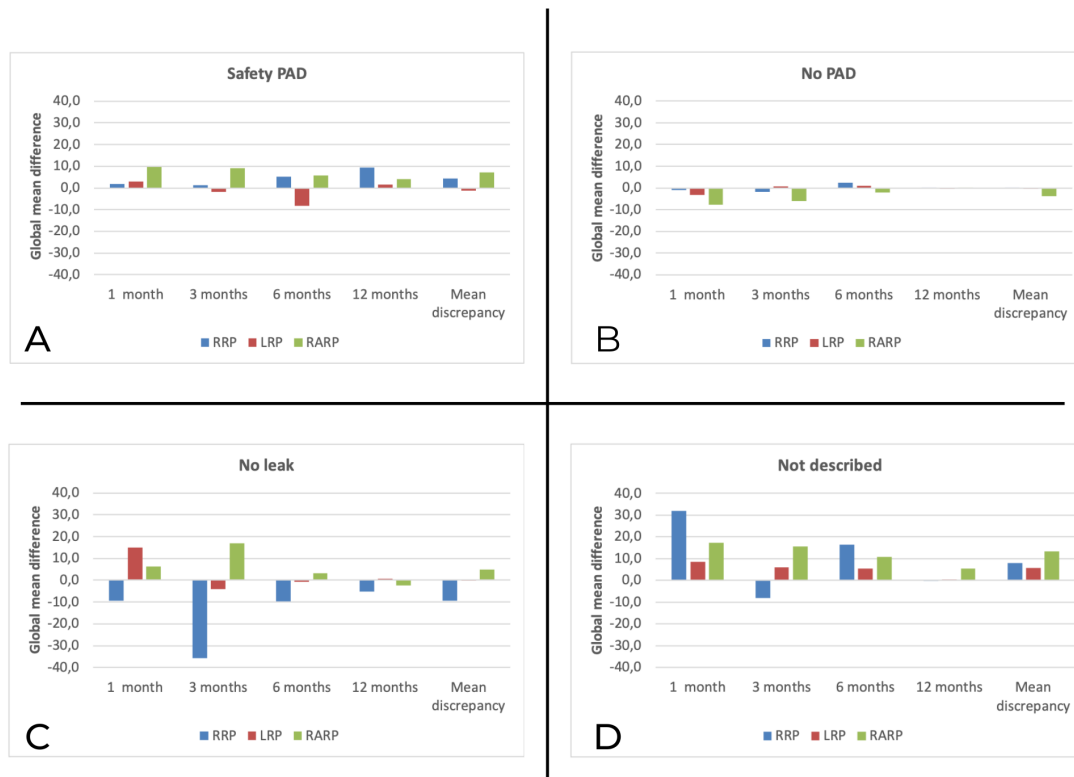 Safety PAD
Global mean difference
40,0
30,0
20,0
10,0
0,0
-10,0
-20,0
-30,0
-40,0
1 month 3 months 6 months 12 months Mean
discrepancy
RRP LRP RARP
A
No PAD
Global mean difference
40,0
30,0
20,0
10,0
0,0
-10,0
-20,0
-30,0
-40,0
1 month 3 months 6 months 12 months Mean
discrepancy
RRP LRP RARP
B
No leak
Global mean difference
40,0
30,0
20,0
10,0
0,0
-10,0
-20,0
-30,0
-40,0
1 month 3 months 6 months 12 months Mean
discrepancy
RRP LRP RARP
C
Not described
Global mean difference
40,0
30,0
20,0
10,0
0,0
-10,0
-20,0
-30,0
-40,0
1 month 3 months 6 months 12 months Mean
discrepancy
RRP LRP RARP
D